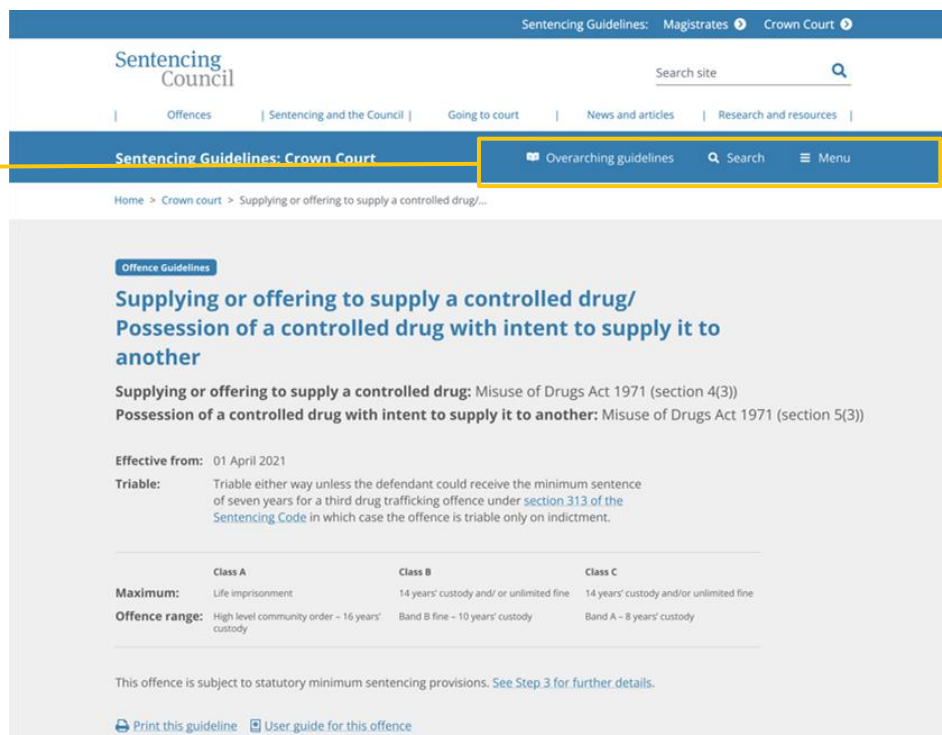 Sentencing Guidelines: Magistrates Crown Court
Sentencing
Council
Search site
| Offences | Sentencing and the Council | Going to court | News and articles | Research and resources |
Sentencing Guidelines: Crown Court Overarching guidelines Search Menu
Home > Crown court > Supplying or offering to supply a controlled drug/...
Offence Guidelines
Supplying or offering to supply a controlled drug/
Possession of a controlled drug with intent to supply it to
another
Supplying or offering to supply a controlled drug: Misuse of Drugs Act 1971 (section 4(3))
Possession of a controlled drug with intent to supply it to another: Misuse of Drugs Act 1971 (section 5(3))
Effective from: 01 April 2021
Triable: Triable either way unless the defendant could receive the minimum sentence
of seven years for a third drug trafficking offence under section 313 of the
Sentencing Code in which case the offence is triable only on indictment.
Class A Class B Class C
Maximum: Life imprisonment 14 years' custody and/ or unlimited fine 14 years' custody and/or unlimited fine
Offence range: High level community order – 16 years' Band B fine – 10 years' custody Band A – 8 years' custody
custody
This offence is subject to statutory minimum sentencing provisions. See Step 3 for further details.
Print this guideline User guide for this offence